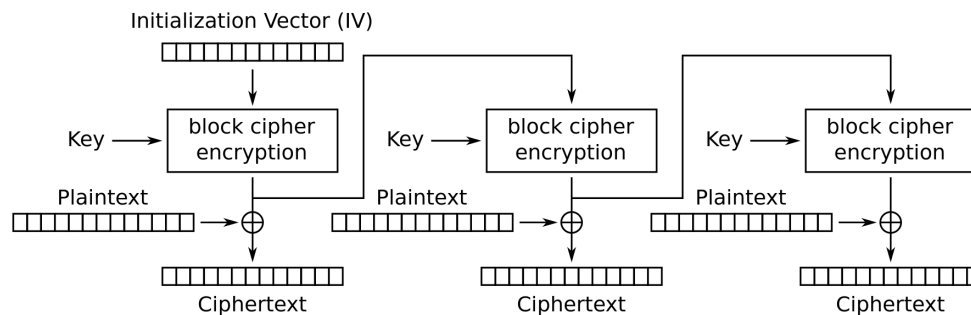 Initialization Vector (IV)
Key
block cipher
encryption
Key
block cipher
encryption
Key
block cipher
encryption
Plaintext
Plaintext
Plaintext
Ciphertext
Ciphertext
Ciphertext